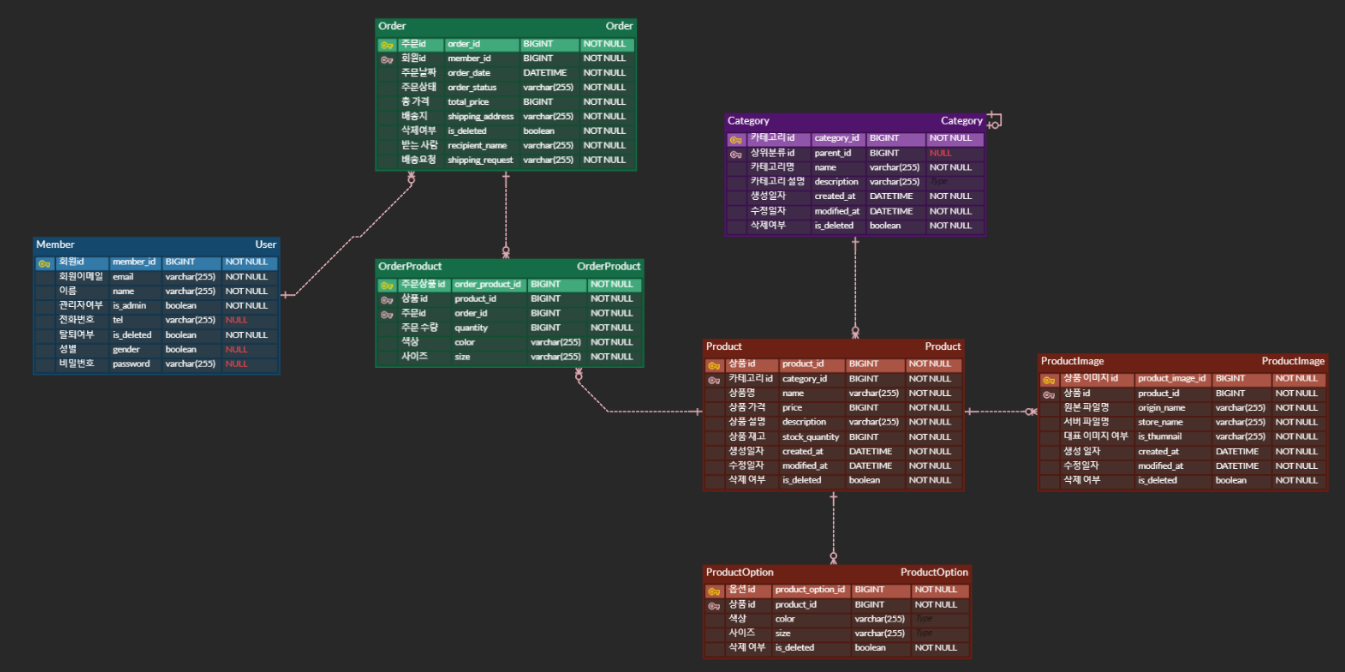 Order Order
주문id order_id BIGINT NOT NULL
회원id member_id BIGINT NOT NULL
주문날짜 order_date DATETIME NOT NULL
주문상태 order_status varchar(255) NOT NULL
총 가격 total_price BIGINT NOT NULL
배송지 shipping_address varchar(255) NOT NULL
삭제여부 is_deleted boolean NOT NULL
받는 사람 recipient_name varchar(255) NOT NULL
배송요청 shipping_request varchar(255) NOT NULL
Category Category
카테고리 id category_id BIGINT NOT NULL
상위분류 id parent_id BIGINT NULL
카테고리명 name varchar(255) NOT NULL
카테고리 설명 description varchar(255) Type
생성일자 created_at DATETIME NOT NULL
수정일자 modified_at DATETIME NOT NULL
삭제여부 is_deleted boolean NOT NULL
Member User
회원id member_id BIGINT NOT NULL
회원이메일 email varchar(255) NOT NULL
이름 name varchar(255) NOT NULL
관리자여부 is_admin boolean NOT NULL
전화번호 tel varchar(255) NULL
탈퇴여부 is_deleted boolean NOT NULL
성별 gender boolean NULL
비밀번호 password varchar(255) NULL
OrderProduct OrderProduct
주문상품 id order_product_id BIGINT NOT NULL
상품 id product_id BIGINT NOT NULL
주문id order_id BIGINT NOT NULL
주문 수량 quantity BIGINT NOT NULL
색상 color varchar(255) NOT NULL
사이즈 size varchar(255) NOT NULL
Product Product
상품 id product_id BIGINT NOT NULL
카테고리 id category_id BIGINT NOT NULL
상품명 name varchar(255) NOT NULL
상품 가격 price BIGINT NOT NULL
상품 설명 description varchar(255) NOT NULL
상품 재고 stock_quantity BIGINT NOT NULL
생성일자 created_at DATETIME NOT NULL
수정일자 modified_at DATETIME NOT NULL
삭제 여부 is_deleted boolean NOT NULL
ProductImage ProductImage
상품 이미지 id product_image_id BIGINT NOT NULL
상품 id product_id BIGINT NOT NULL
원본 파일명 origin_name varchar(255) NOT NULL
서버 파일명 store_name varchar(255) NOT NULL
대표 이미지 여부 is_thumnail varchar(255) NOT NULL
생성 일자 created_at DATETIME NOT NULL
수정일자 modified_at DATETIME NOT NULL
삭제 여부 is_deleted boolean NOT NULL
ProductOption ProductOption
옵션 id product_option_id BIGINT NOT NULL
상품 id product_id BIGINT NOT NULL
색상 color varchar(255) Type
사이즈 size varchar(255) Type
삭제 여부 is_deleted boolean NOT NULL